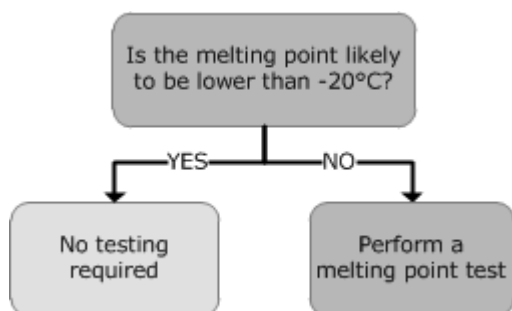 Is the melting point likely
to be lower than -20°C?
YES
NO
No testing
required
Perform a
melting point test